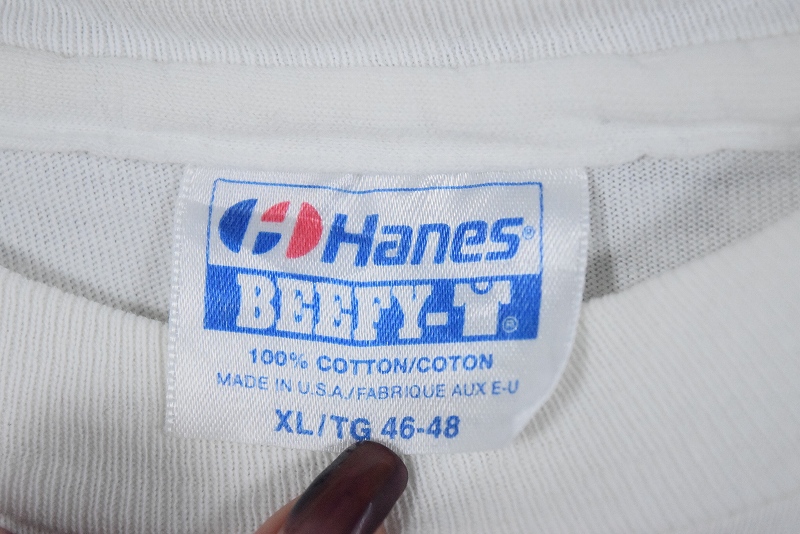 Hanes®
BEEFY-T®
100% COTTON/COTON
MADE IN U.S.A./FABRIQUE AUX E-U
XL/TG 46-48